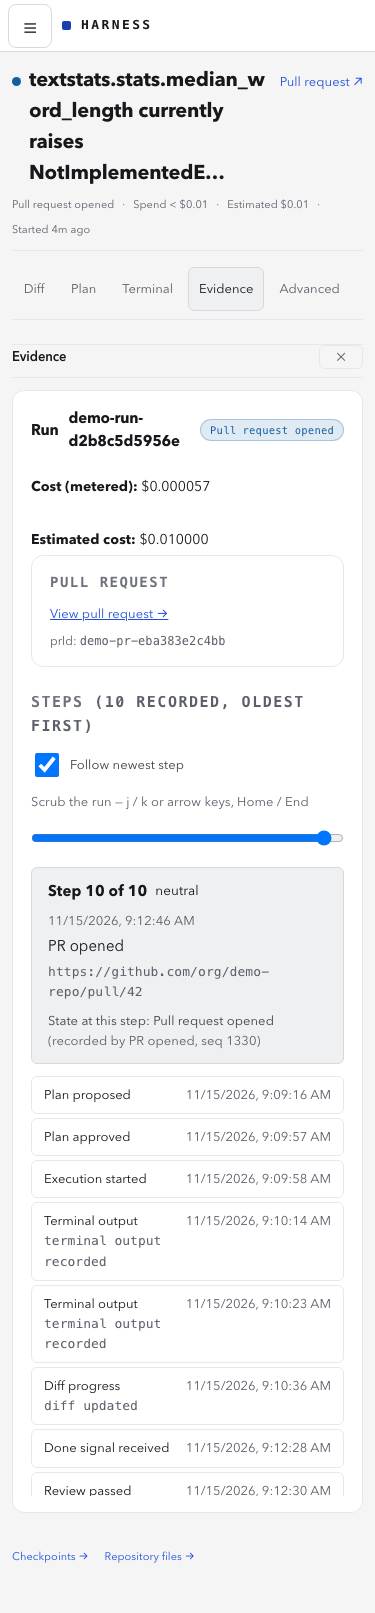 HARNESS
textstats.stats.median_w
ord_length currently
raises
NotImplementedE...
Pull request ↗
Pull request opened · Spend < $0.01 · Estimated $0.01 ·
Started 4m ago
Diff Plan Terminal Evidence Advanced
Evidence
Run demo-run-
d2b8c5d5956e
Pull request opened
Cost (metered): $0.000057
Estimated cost: $0.010000
PULL REQUEST
View pull request →
prId: demo-pr-eba383e2c4bb
STEPS (10 RECORDED, OLDEST
FIRST)
Follow newest step
Scrub the run — j / k or arrow keys, Home / End
Step 10 of 10 neutral
11/15/2026, 9:12:46 AM
PR opened
https://github.com/org/demo-
repo/pull/42
State at this step: Pull request opened
(recorded by PR opened, seq 1330)
Plan proposed 11/15/2026, 9:09:16 AM
Plan approved 11/15/2026, 9:09:57 AM
Execution started 11/15/2026, 9:09:58 AM
Terminal output 11/15/2026, 9:10:14 AM
terminal output
recorded
Terminal output 11/15/2026, 9:10:23 AM
terminal output
recorded
Diff progress 11/15/2026, 9:10:36 AM
diff updated
Done signal received 11/15/2026, 9:12:28 AM
Review passed 11/15/2026, 9:12:30 AM
Checkpoints → Repository files →